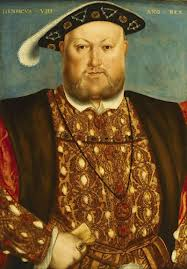 HENRICVS · VIII   ANG · REX